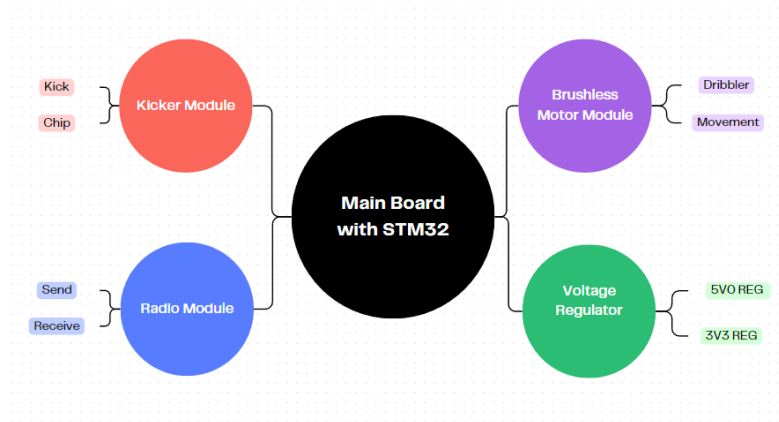 Kicker Module
Kick
Chip
Brushless
Motor Module
Dribbler
Movement
Main Board
with STM32
Radio Module
Send
Receive
Voltage
Regulator
5V0 REG
3V3 REG